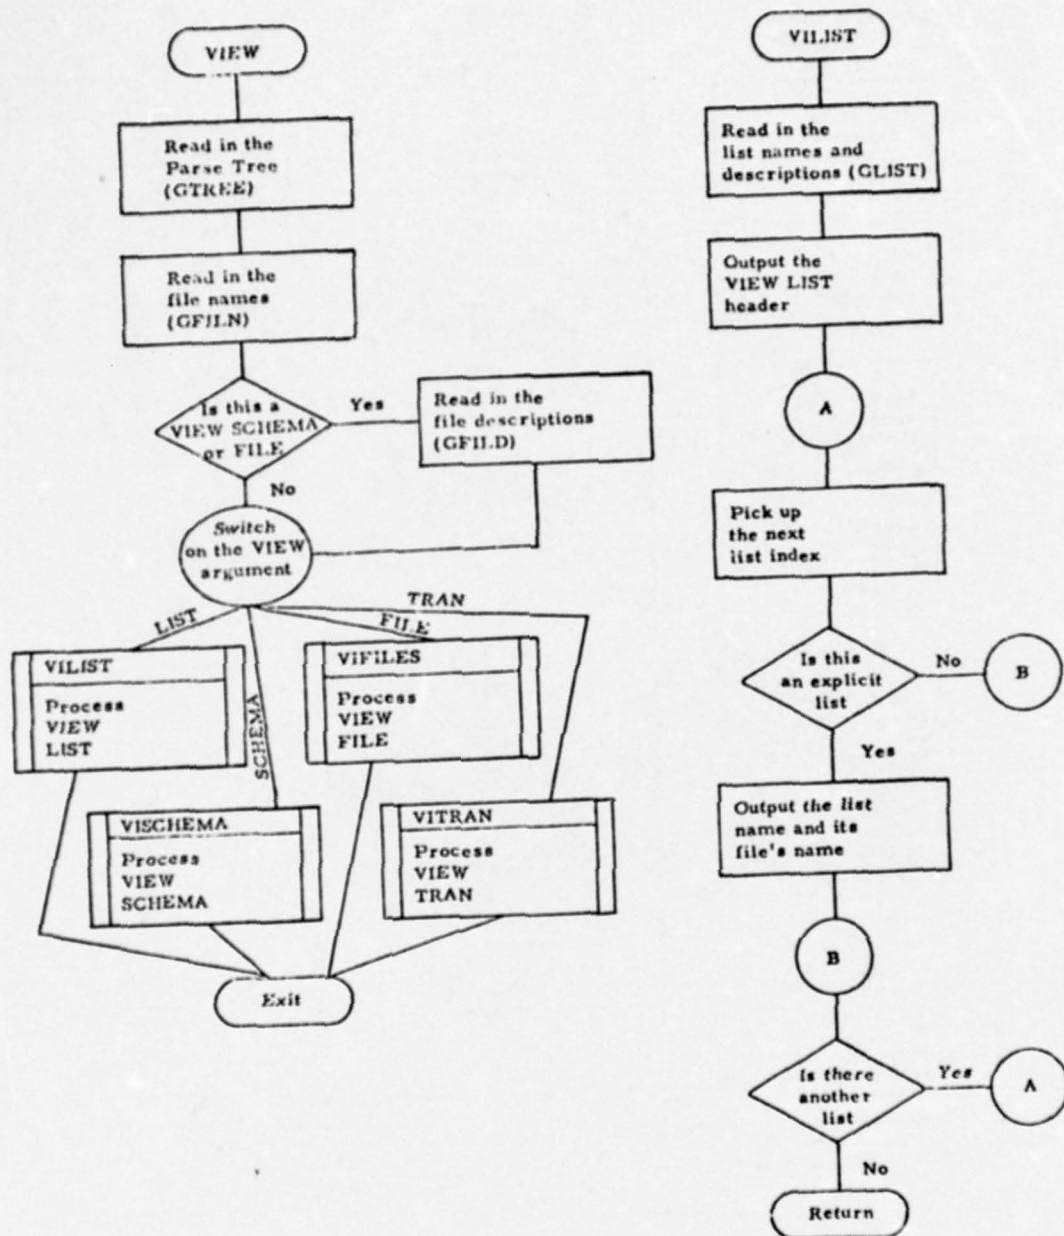 VIEW
Read in the
Parse Tree
(GTREE)
Read in the
file names
(GFILN)
Is this a
VIEW SCHEMA
or FILE
Yes
Read in the
file descriptions
(GFILD)
No
Switch
on the VIEW
argument
LIST
SCHEMA
FILE
TRAN
VILIST
Process
VIEW
LIST
VIFILES
Process
VIEW
FILE
VISCHEMA
Process
VIEW
SCHEMA
VITRAN
Process
VIEW
TRAN
Exit
VILIST
Read in the
list names and
descriptions (GLIST)
Output the
VIEW LIST
header
A
Pick up
the next
list index
Is this
an explicit
list
No
B
Yes
Output the list
name and its
file's name
B
Is there
another
list
Yes
A
No
Return